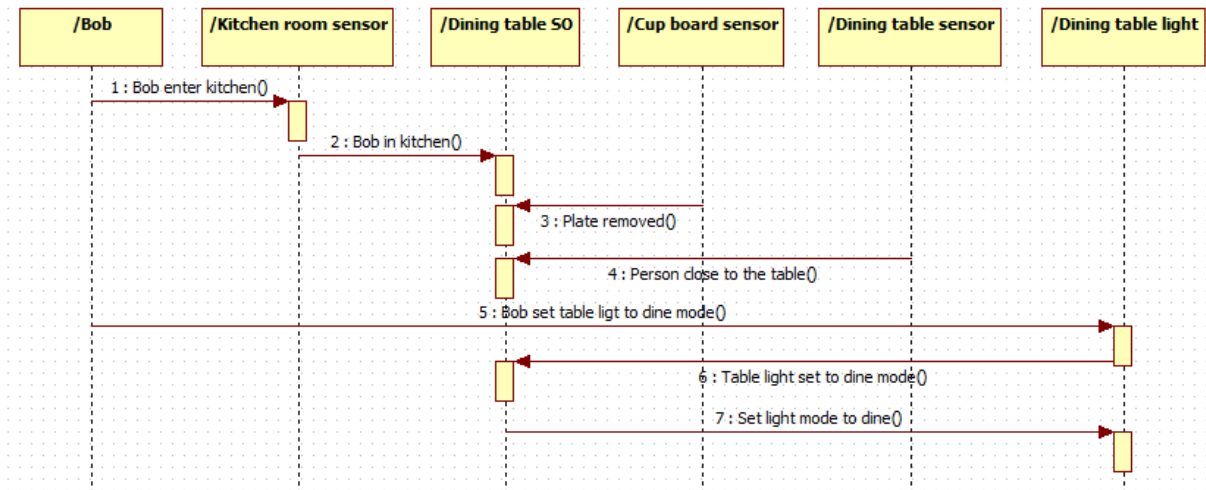 /Bob
/Kitchen room sensor
/Dining table SO
/Cup board sensor
/Dining table sensor
/Dining table light
1 : Bob enter kitchen()
2 : Bob in kitchen()
3 : Plate removed()
4 : Person close to the table()
5 : Bob set table ligt to dine mode()
6 : Table light set to dine mode()
7 : Set light mode to dine()